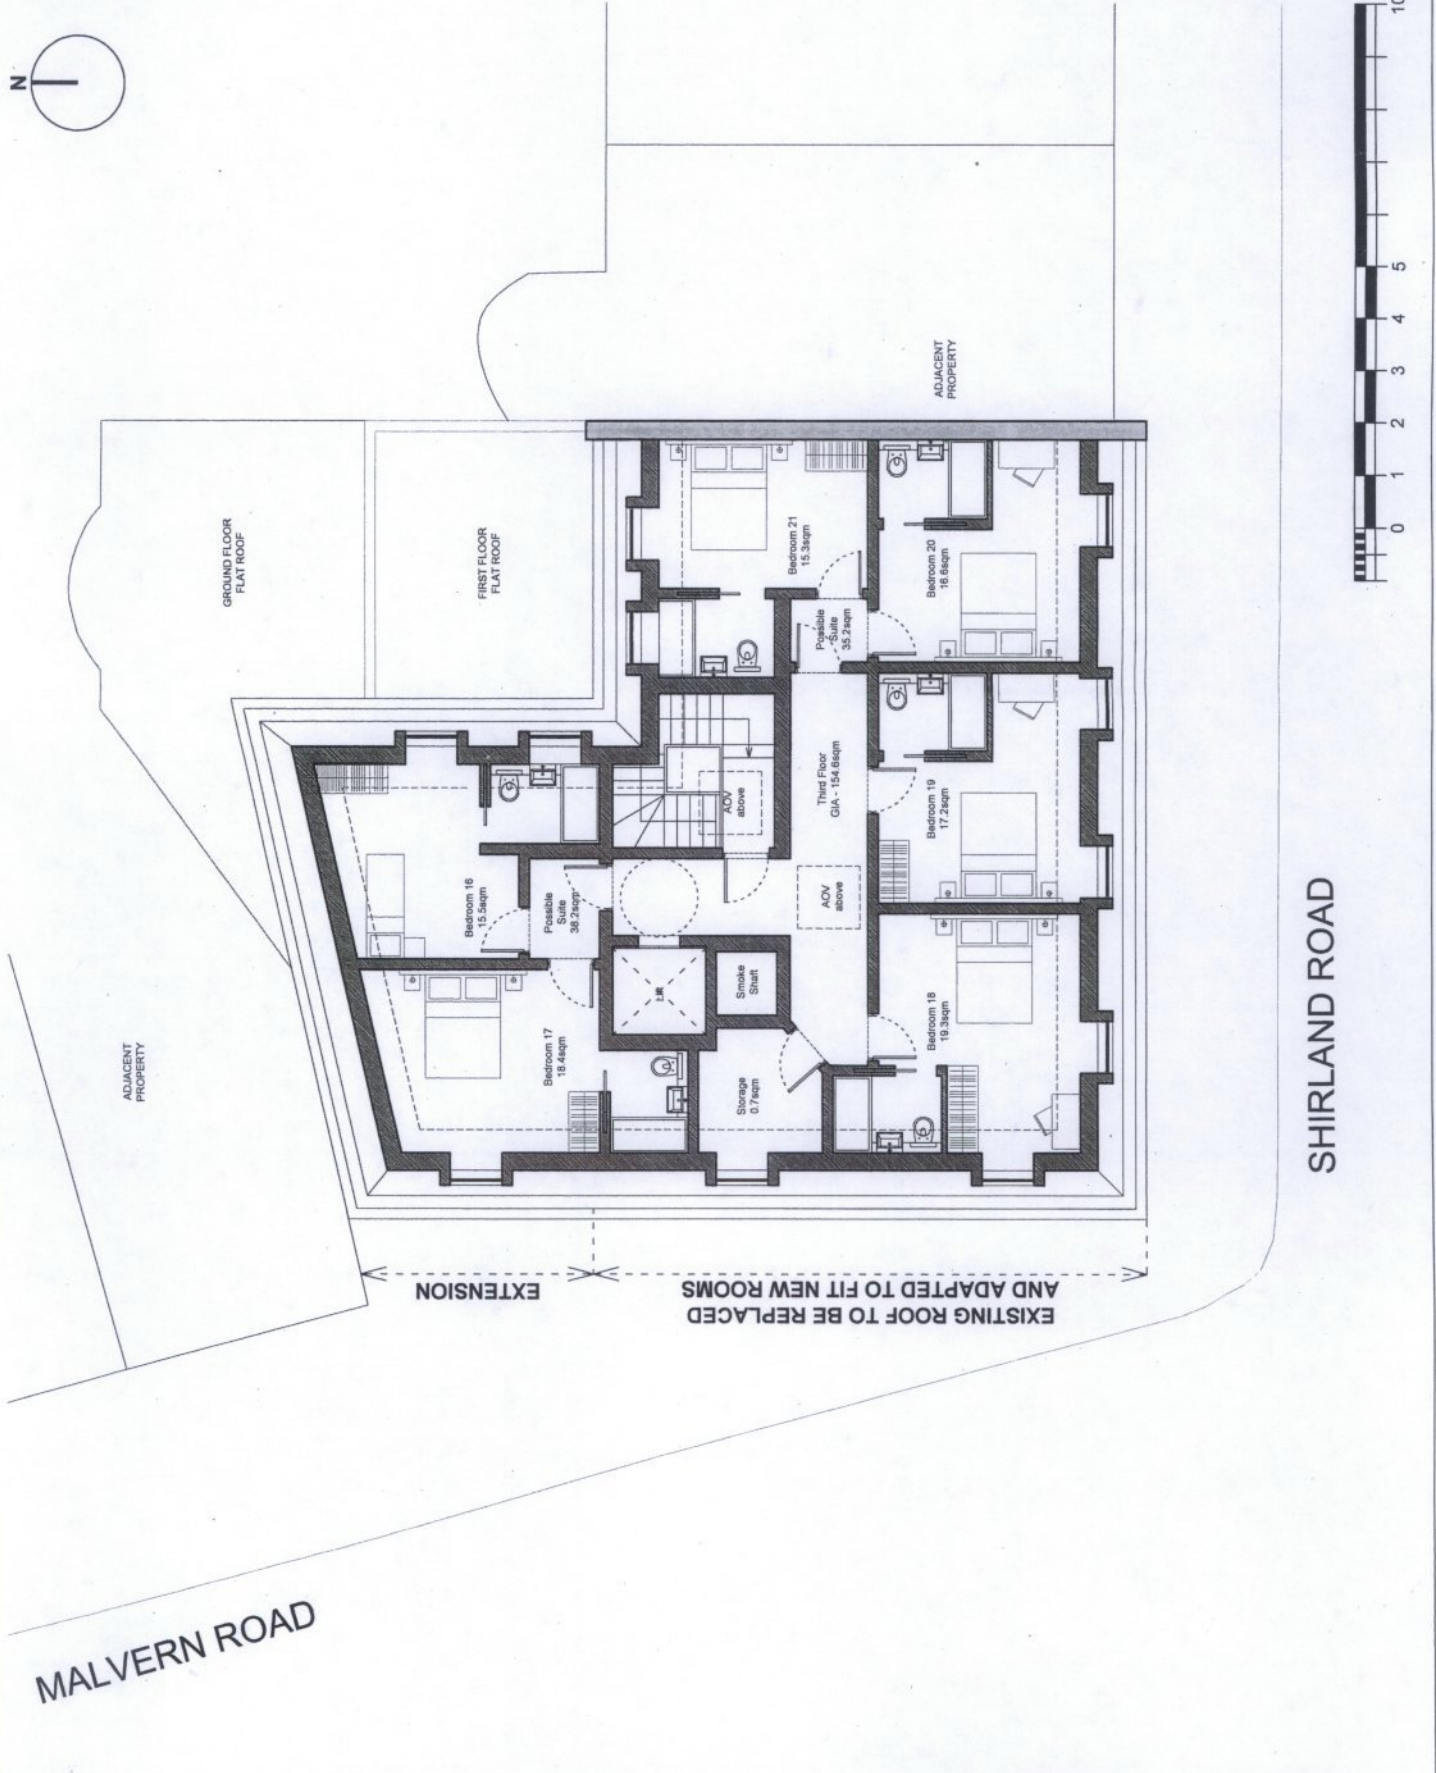 N
GROUND FLOOR
FLAT ROOF
FIRST FLOOR
FLAT ROOF
ADJACENT
PROPERTY
ADJACENT
PROPERTY
Bedroom 16
15.5sqm
Possible
Suite
38.2sqm
Bedroom 17
18.4sqm
Lift
Smoke
Shaft
Storage
0.7sqm
AOV
above
AOV
above
Third Floor
GIA - 154.6sqm
Bedroom 21
15.3sqm
Possible
Suite
35.2sqm
Bedroom 20
16.6sqm
Bedroom 19
17.2sqm
Bedroom 18
19.3sqm
EXTENSION
EXISTING ROOF TO BE REPLACED
AND ADAPTED TO FIT NEW ROOMS
MALVERN ROAD
SHIRLAND ROAD
0 1 2 3 4 5 10